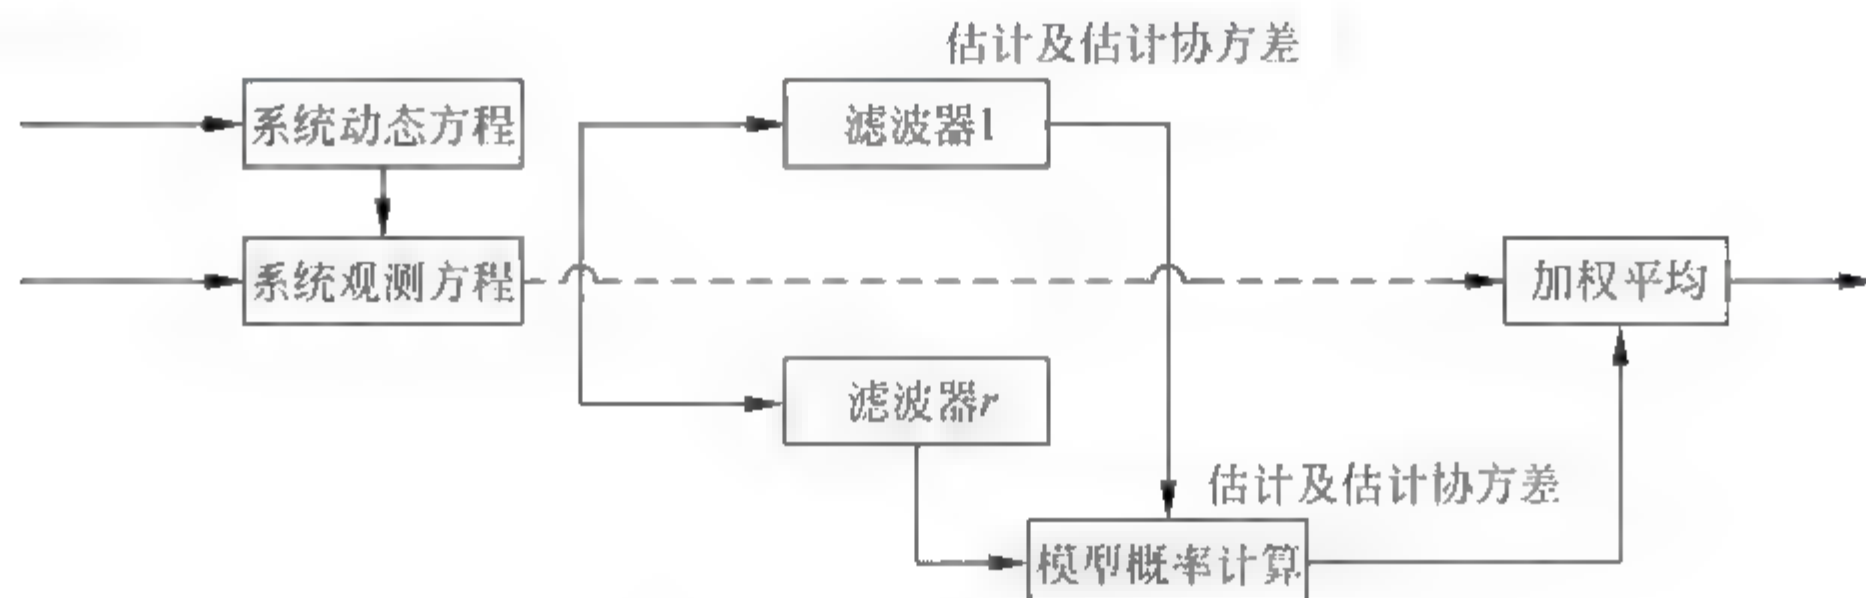 估计及估计协方差
系统动态方程
滤波器1
系统观测方程
加权平均
滤波器r
估计及估计协方差
模型概率计算